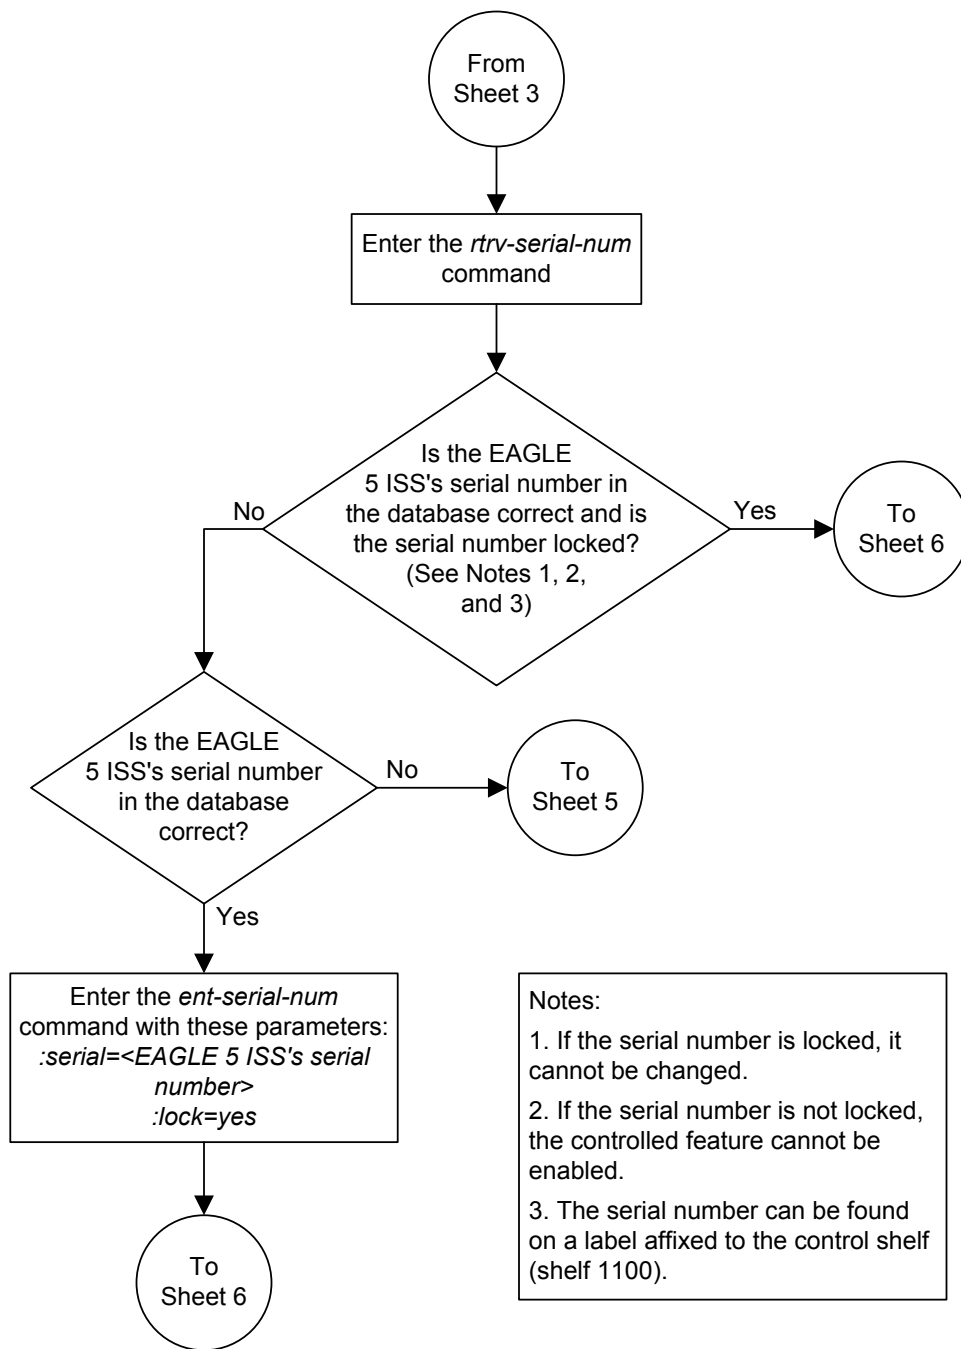 From
Sheet 3
Enter the rtrv-serial-num
command
Is the EAGLE
5 ISS's serial number in
the database correct and is
the serial number locked?
(See Notes 1, 2,
and 3)
No
Yes
To
Sheet 6
Is the EAGLE
5 ISS's serial number
in the database
correct?
No
To
Sheet 5
Yes
Enter the ent-serial-num
command with these parameters:
:serial=<EAGLE 5 ISS's serial
number>
:lock=yes
To
Sheet 6
Notes:
1. If the serial number is locked, it
cannot be changed.
2. If the serial number is not locked,
the controlled feature cannot be
enabled.
3. The serial number can be found
on a label affixed to the control shelf
(shelf 1100).